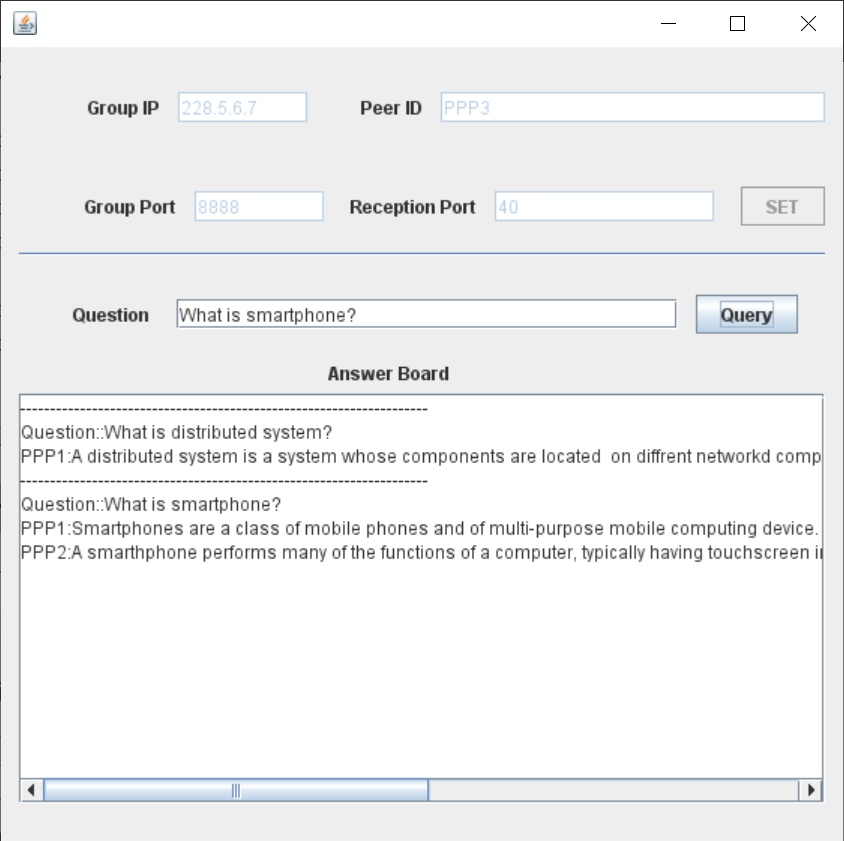 Group IP 228.5.6.7 Peer ID PPP3
Group Port 8888 Reception Port 40 SET
Question What is smartphone? Query
Answer Board
--------------------------------------------------------------------
Question::What is distributed system?
PPP1:A distributed system is a system whose components are located  on diffrent networkd comp
--------------------------------------------------------------------
Question::What is smartphone?
PPP1:Smartphones are a class of mobile phones and of multi-purpose mobile computing device.
PPP2:A smarthphone performs many of the functions of a computer, typically having touchscreen